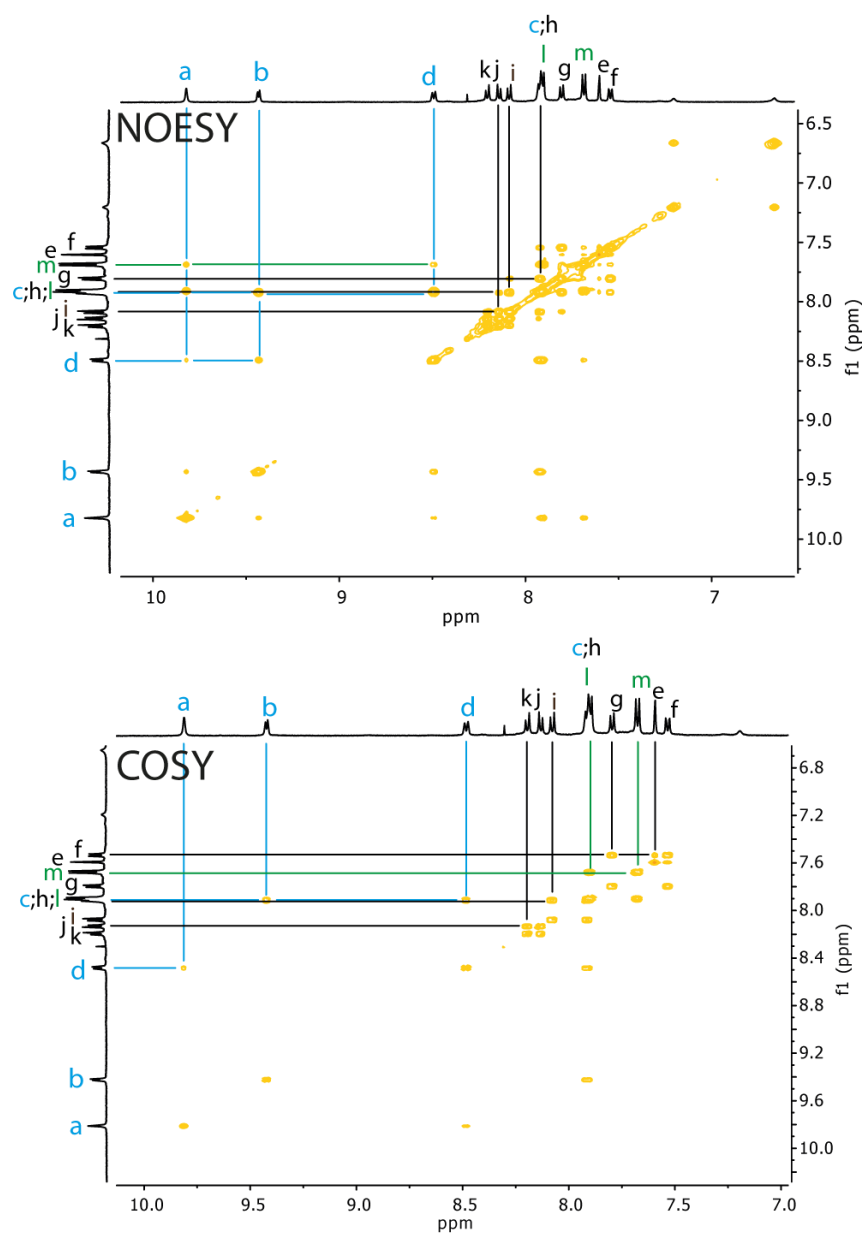 c;h
l
a b d k j i g m e f
NOESY
f
e
m
g
c;h;l
i
j
k
d
b
a
6.5
7.0
7.5
8.0
8.5
9.0
9.5
10.0
f1 (ppm)
10 9 8 7
ppm
c;h
l
a b d k j i g m e f
COSY
f
e
m
g
c;h;l
i
j
k
d
b
a
6.8
7.2
7.6
8.0
8.4
8.8
9.2
9.6
10.0
f1 (ppm)
10.0 9.5 9.0 8.5 8.0 7.5 7.0
ppm